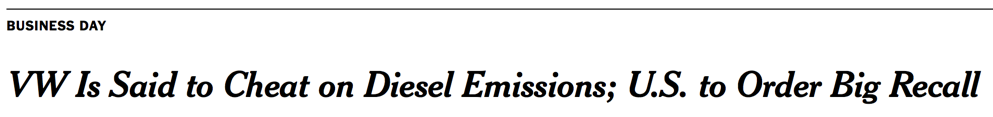 BUSINESS DAY
VW Is Said to Cheat on Diesel Emissions; U.S. to Order Big Recall